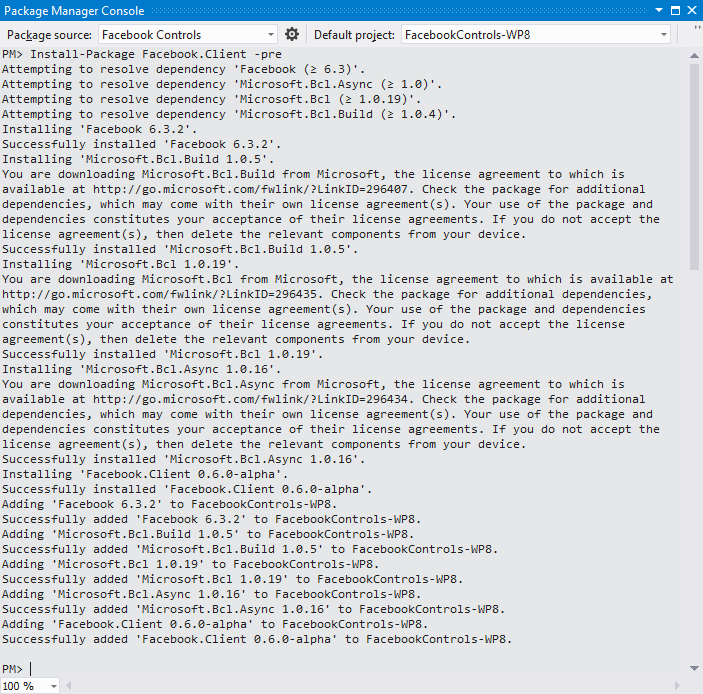 Package Manager Console
Package source: Facebook Controls Default project: FacebookControls-WP8
PM> Install-Package Facebook.Client -pre
Attempting to resolve dependency 'Facebook (≥ 6.3)'.
Attempting to resolve dependency 'Microsoft.Bcl.Async (≥ 1.0)'.
Attempting to resolve dependency 'Microsoft.Bcl (≥ 1.0.19)'.
Attempting to resolve dependency 'Microsoft.Bcl.Build (≥ 1.0.4)'.
Installing 'Facebook 6.3.2'.
Successfully installed 'Facebook 6.3.2'.
Installing 'Microsoft.Bcl.Build 1.0.5'.
You are downloading Microsoft.Bcl.Build from Microsoft, the license agreement to which is
available at http://go.microsoft.com/fwlink/?LinkID=296407. Check the package for additional
dependencies, which may come with their own license agreement(s). Your use of the package and
dependencies constitutes your acceptance of their license agreements. If you do not accept the
license agreement(s), then delete the relevant components from your device.
Successfully installed 'Microsoft.Bcl.Build 1.0.5'.
Installing 'Microsoft.Bcl 1.0.19'.
You are downloading Microsoft.Bcl from Microsoft, the license agreement to which is available at
http://go.microsoft.com/fwlink/?LinkID=296435. Check the package for additional dependencies,
which may come with their own license agreement(s). Your use of the package and dependencies
constitutes your acceptance of their license agreements. If you do not accept the license
agreement(s), then delete the relevant components from your device.
Successfully installed 'Microsoft.Bcl 1.0.19'.
Installing 'Microsoft.Bcl.Async 1.0.16'.
You are downloading Microsoft.Bcl.Async from Microsoft, the license agreement to which is
available at http://go.microsoft.com/fwlink/?LinkID=296434. Check the package for additional
dependencies, which may come with their own license agreement(s). Your use of the package and
dependencies constitutes your acceptance of their license agreements. If you do not accept the
license agreement(s), then delete the relevant components from your device.
Successfully installed 'Microsoft.Bcl.Async 1.0.16'.
Installing 'Facebook.Client 0.6.0-alpha'.
Successfully installed 'Facebook.Client 0.6.0-alpha'.
Adding 'Facebook 6.3.2' to FacebookControls-WP8.
Successfully added 'Facebook 6.3.2' to FacebookControls-WP8.
Adding 'Microsoft.Bcl.Build 1.0.5' to FacebookControls-WP8.
Successfully added 'Microsoft.Bcl.Build 1.0.5' to FacebookControls-WP8.
Adding 'Microsoft.Bcl 1.0.19' to FacebookControls-WP8.
Successfully added 'Microsoft.Bcl 1.0.19' to FacebookControls-WP8.
Adding 'Microsoft.Bcl.Async 1.0.16' to FacebookControls-WP8.
Successfully added 'Microsoft.Bcl.Async 1.0.16' to FacebookControls-WP8.
Adding 'Facebook.Client 0.6.0-alpha' to FacebookControls-WP8.
Successfully added 'Facebook.Client 0.6.0-alpha' to FacebookControls-WP8.
PM>
100 %